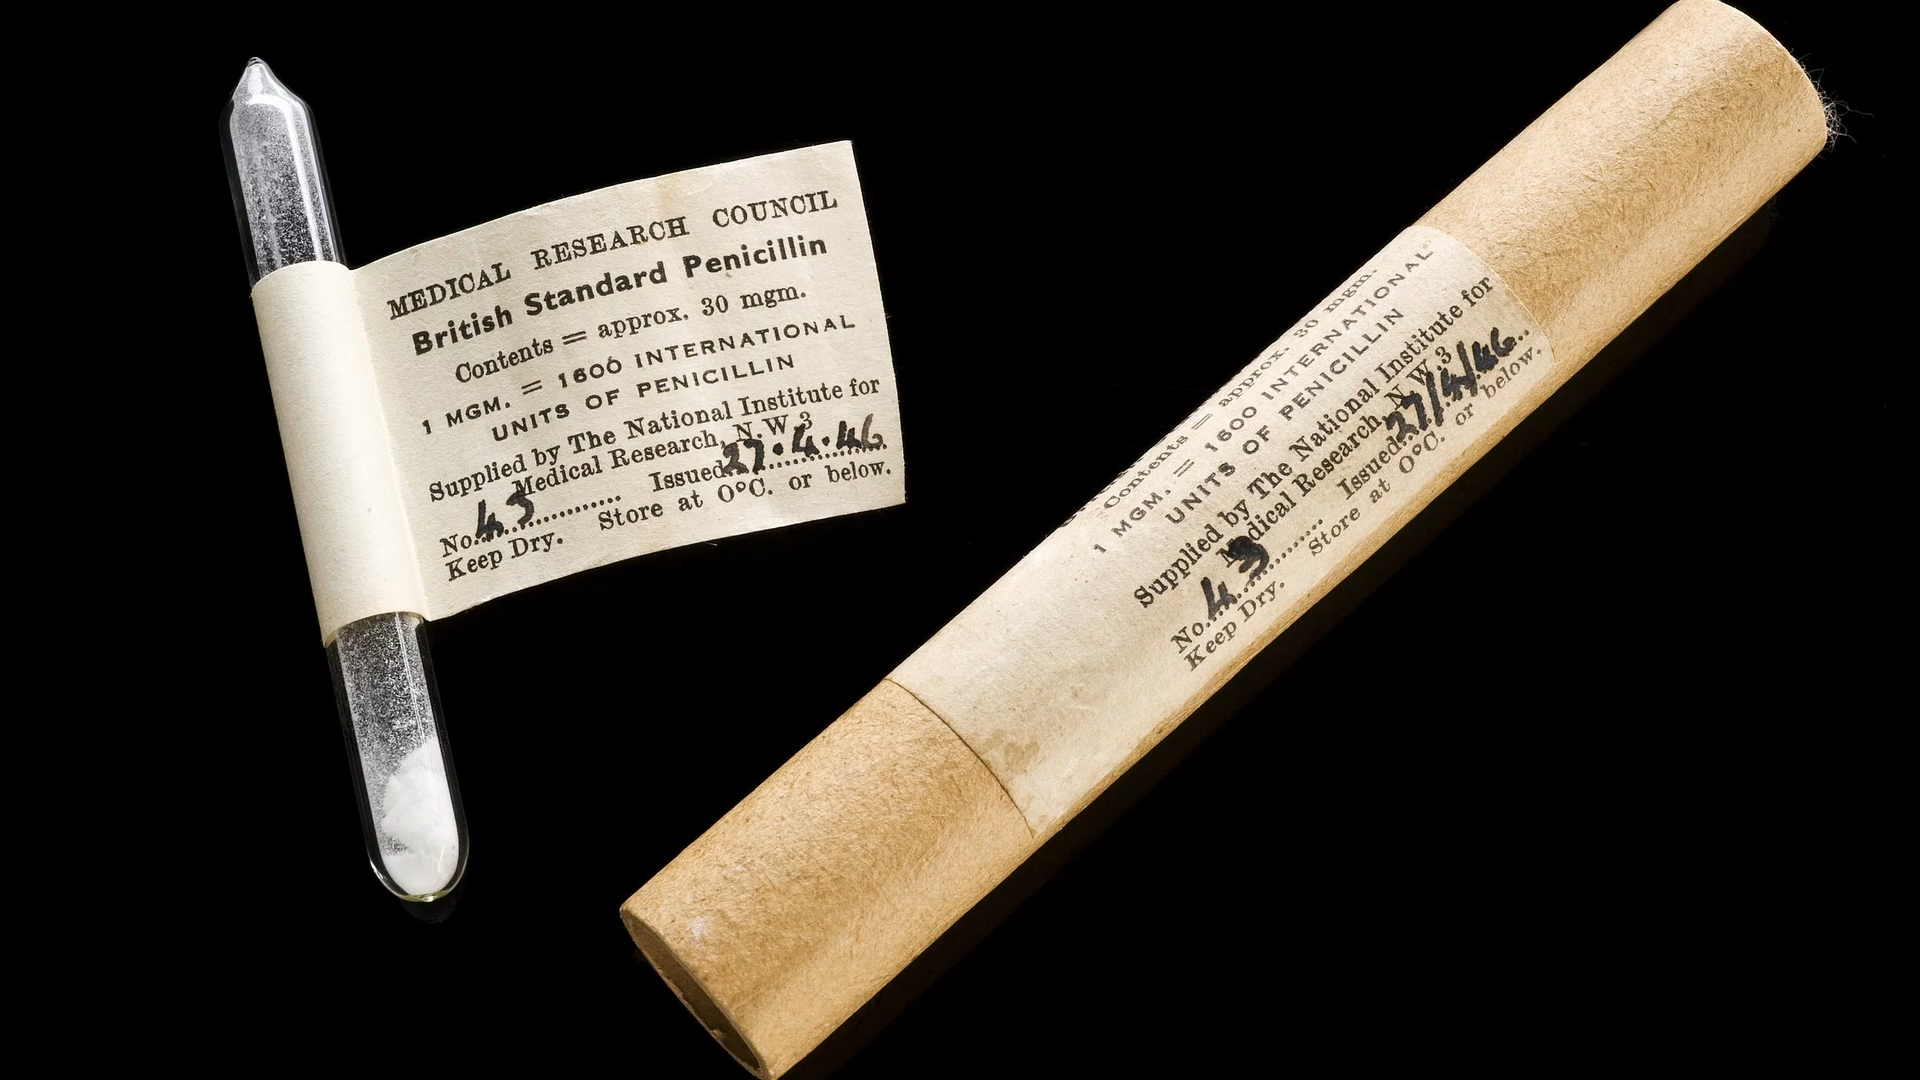 MEDICAL RESEARCH COUNCIL
British Standard Penicillin
Contents = approx. 30 mgm.
1 MGM. = 1600 INTERNATIONAL
UNITS OF PENICILLIN
Supplied by The National Institute for
Medical Research, N.W.3
No. 43 Issued 27.4.46.
Keep Dry. Store at 0°C. or below.
Contents = approx. 30 mgm.
1 MGM. = 1600 INTERNATIONAL
UNITS OF PENICILLIN
Supplied by The National Institute for
Medical Research, N.W.3
No. 43 Issued 27/4/46.
Keep Dry. Store at 0°C. or below.